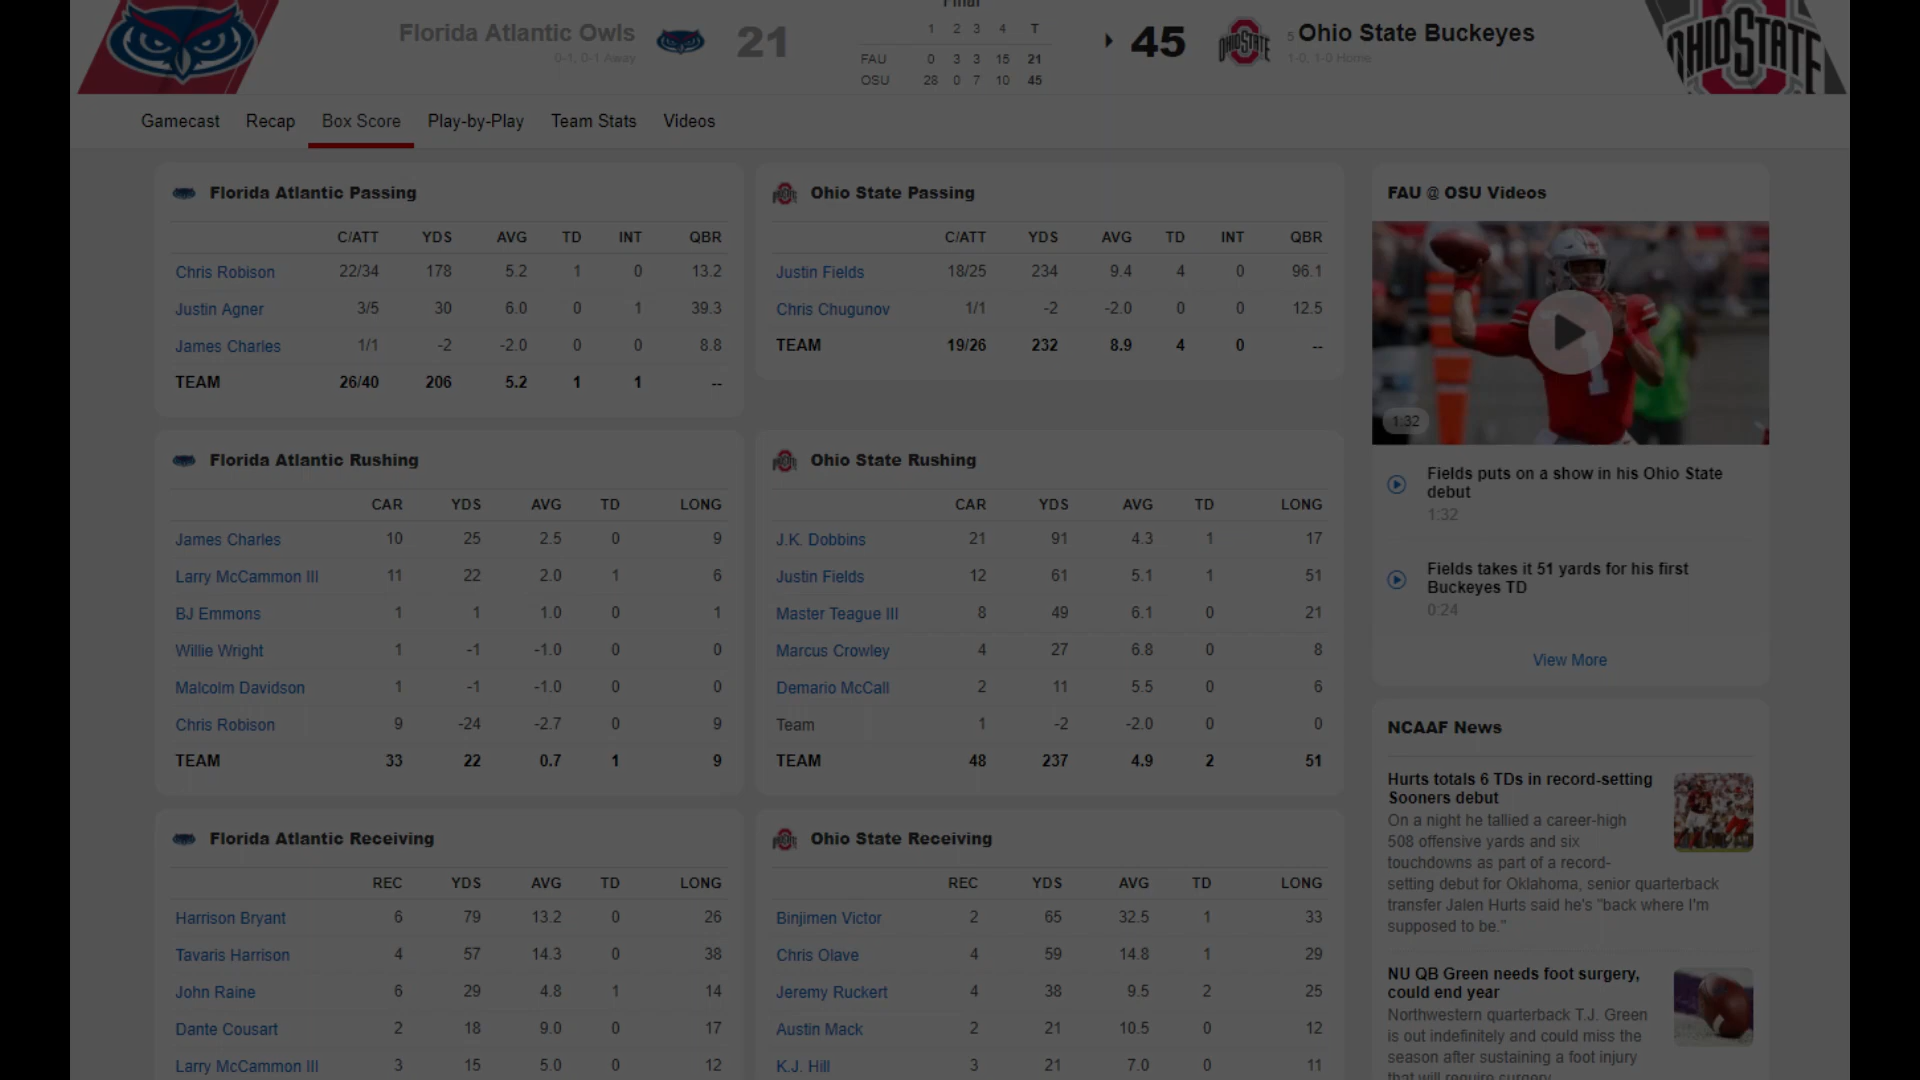 Florida Atlantic Owls
0-1, 0-1 Away
21
Final
1 2 3 4 T
FAU 0 3 3 15 21
OSU 28 0 7 10 45
45
5 Ohio State Buckeyes
1-0, 1-0 Home
OHIO STATE
Gamecast Recap Box Score Play-by-Play Team Stats Videos
Florida Atlantic Passing
C/ATT YDS AVG TD INT QBR
Chris Robison 22/34 178 5.2 1 0 13.2
Justin Agner 3/5 30 6.0 0 1 39.3
James Charles 1/1 -2 -2.0 0 0 8.8
TEAM 26/40 206 5.2 1 1 --
Ohio State Passing
C/ATT YDS AVG TD INT QBR
Justin Fields 18/25 234 9.4 4 0 96.1
Chris Chugunov 1/1 -2 -2.0 0 0 12.5
TEAM 19/26 232 8.9 4 0 --
Florida Atlantic Rushing
CAR YDS AVG TD LONG
James Charles 10 25 2.5 0 9
Larry McCammon III 11 22 2.0 1 6
BJ Emmons 1 1 1.0 0 1
Willie Wright 1 -1 -1.0 0 0
Malcolm Davidson 1 -1 -1.0 0 0
Chris Robison 9 -24 -2.7 0 9
TEAM 33 22 0.7 1 9
Ohio State Rushing
CAR YDS AVG TD LONG
J.K. Dobbins 21 91 4.3 1 17
Justin Fields 12 61 5.1 1 51
Master Teague III 8 49 6.1 0 21
Marcus Crowley 4 27 6.8 0 8
Demario McCall 2 11 5.5 0 6
Team 1 -2 -2.0 0 0
TEAM 48 237 4.9 2 51
Florida Atlantic Receiving
REC YDS AVG TD LONG
Harrison Bryant 6 79 13.2 0 26
Tavaris Harrison 4 57 14.3 0 38
John Raine 6 29 4.8 1 14
Dante Cousart 2 18 9.0 0 17
Larry McCammon III 3 15 5.0 0 12
Ohio State Receiving
REC YDS AVG TD LONG
Binjimen Victor 2 65 32.5 1 33
Chris Olave 4 59 14.8 1 29
Jeremy Ruckert 4 38 9.5 2 25
Austin Mack 2 21 10.5 0 12
K.J. Hill 3 21 7.0 0 11
FAU @ OSU Videos
1
1:32
Fields puts on a show in his Ohio State
debut
1:32
Fields takes it 51 yards for his first
Buckeyes TD
0:24
View More
NCAAF News
Hurts totals 6 TDs in record-setting
Sooners debut
On a night he tallied a career-high
508 offensive yards and six
touchdowns as part of a record-
setting debut for Oklahoma, senior quarterback
transfer Jalen Hurts said he's "back where I'm
supposed to be."
NU QB Green needs foot surgery,
could end year
Northwestern quarterback T.J. Green
is out indefinitely and could miss the
season after sustaining a foot injury
that will require surgery.